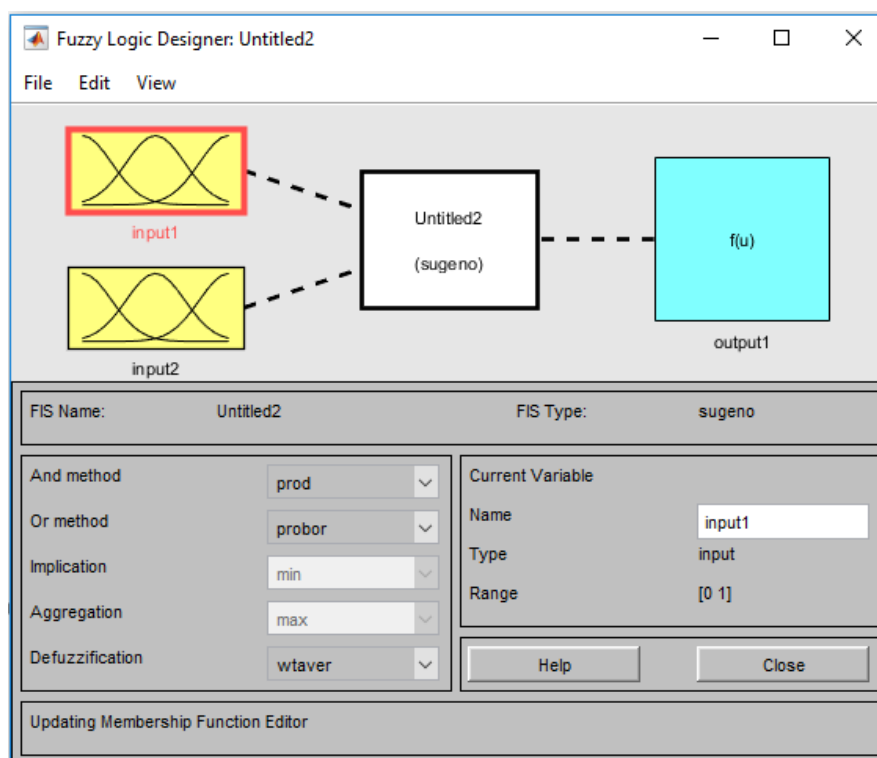 Fuzzy Logic Designer: Untitled2
File Edit View
input1
input2
Untitled2
(sugeno)
f(u)
output1
FIS Name: Untitled2 FIS Type: sugeno
And method prod
Or method probor
Implication min
Aggregation max
Defuzzification wtaver
Current Variable
Name input1
Type input
Range [0 1]
Help Close
Updating Membership Function Editor